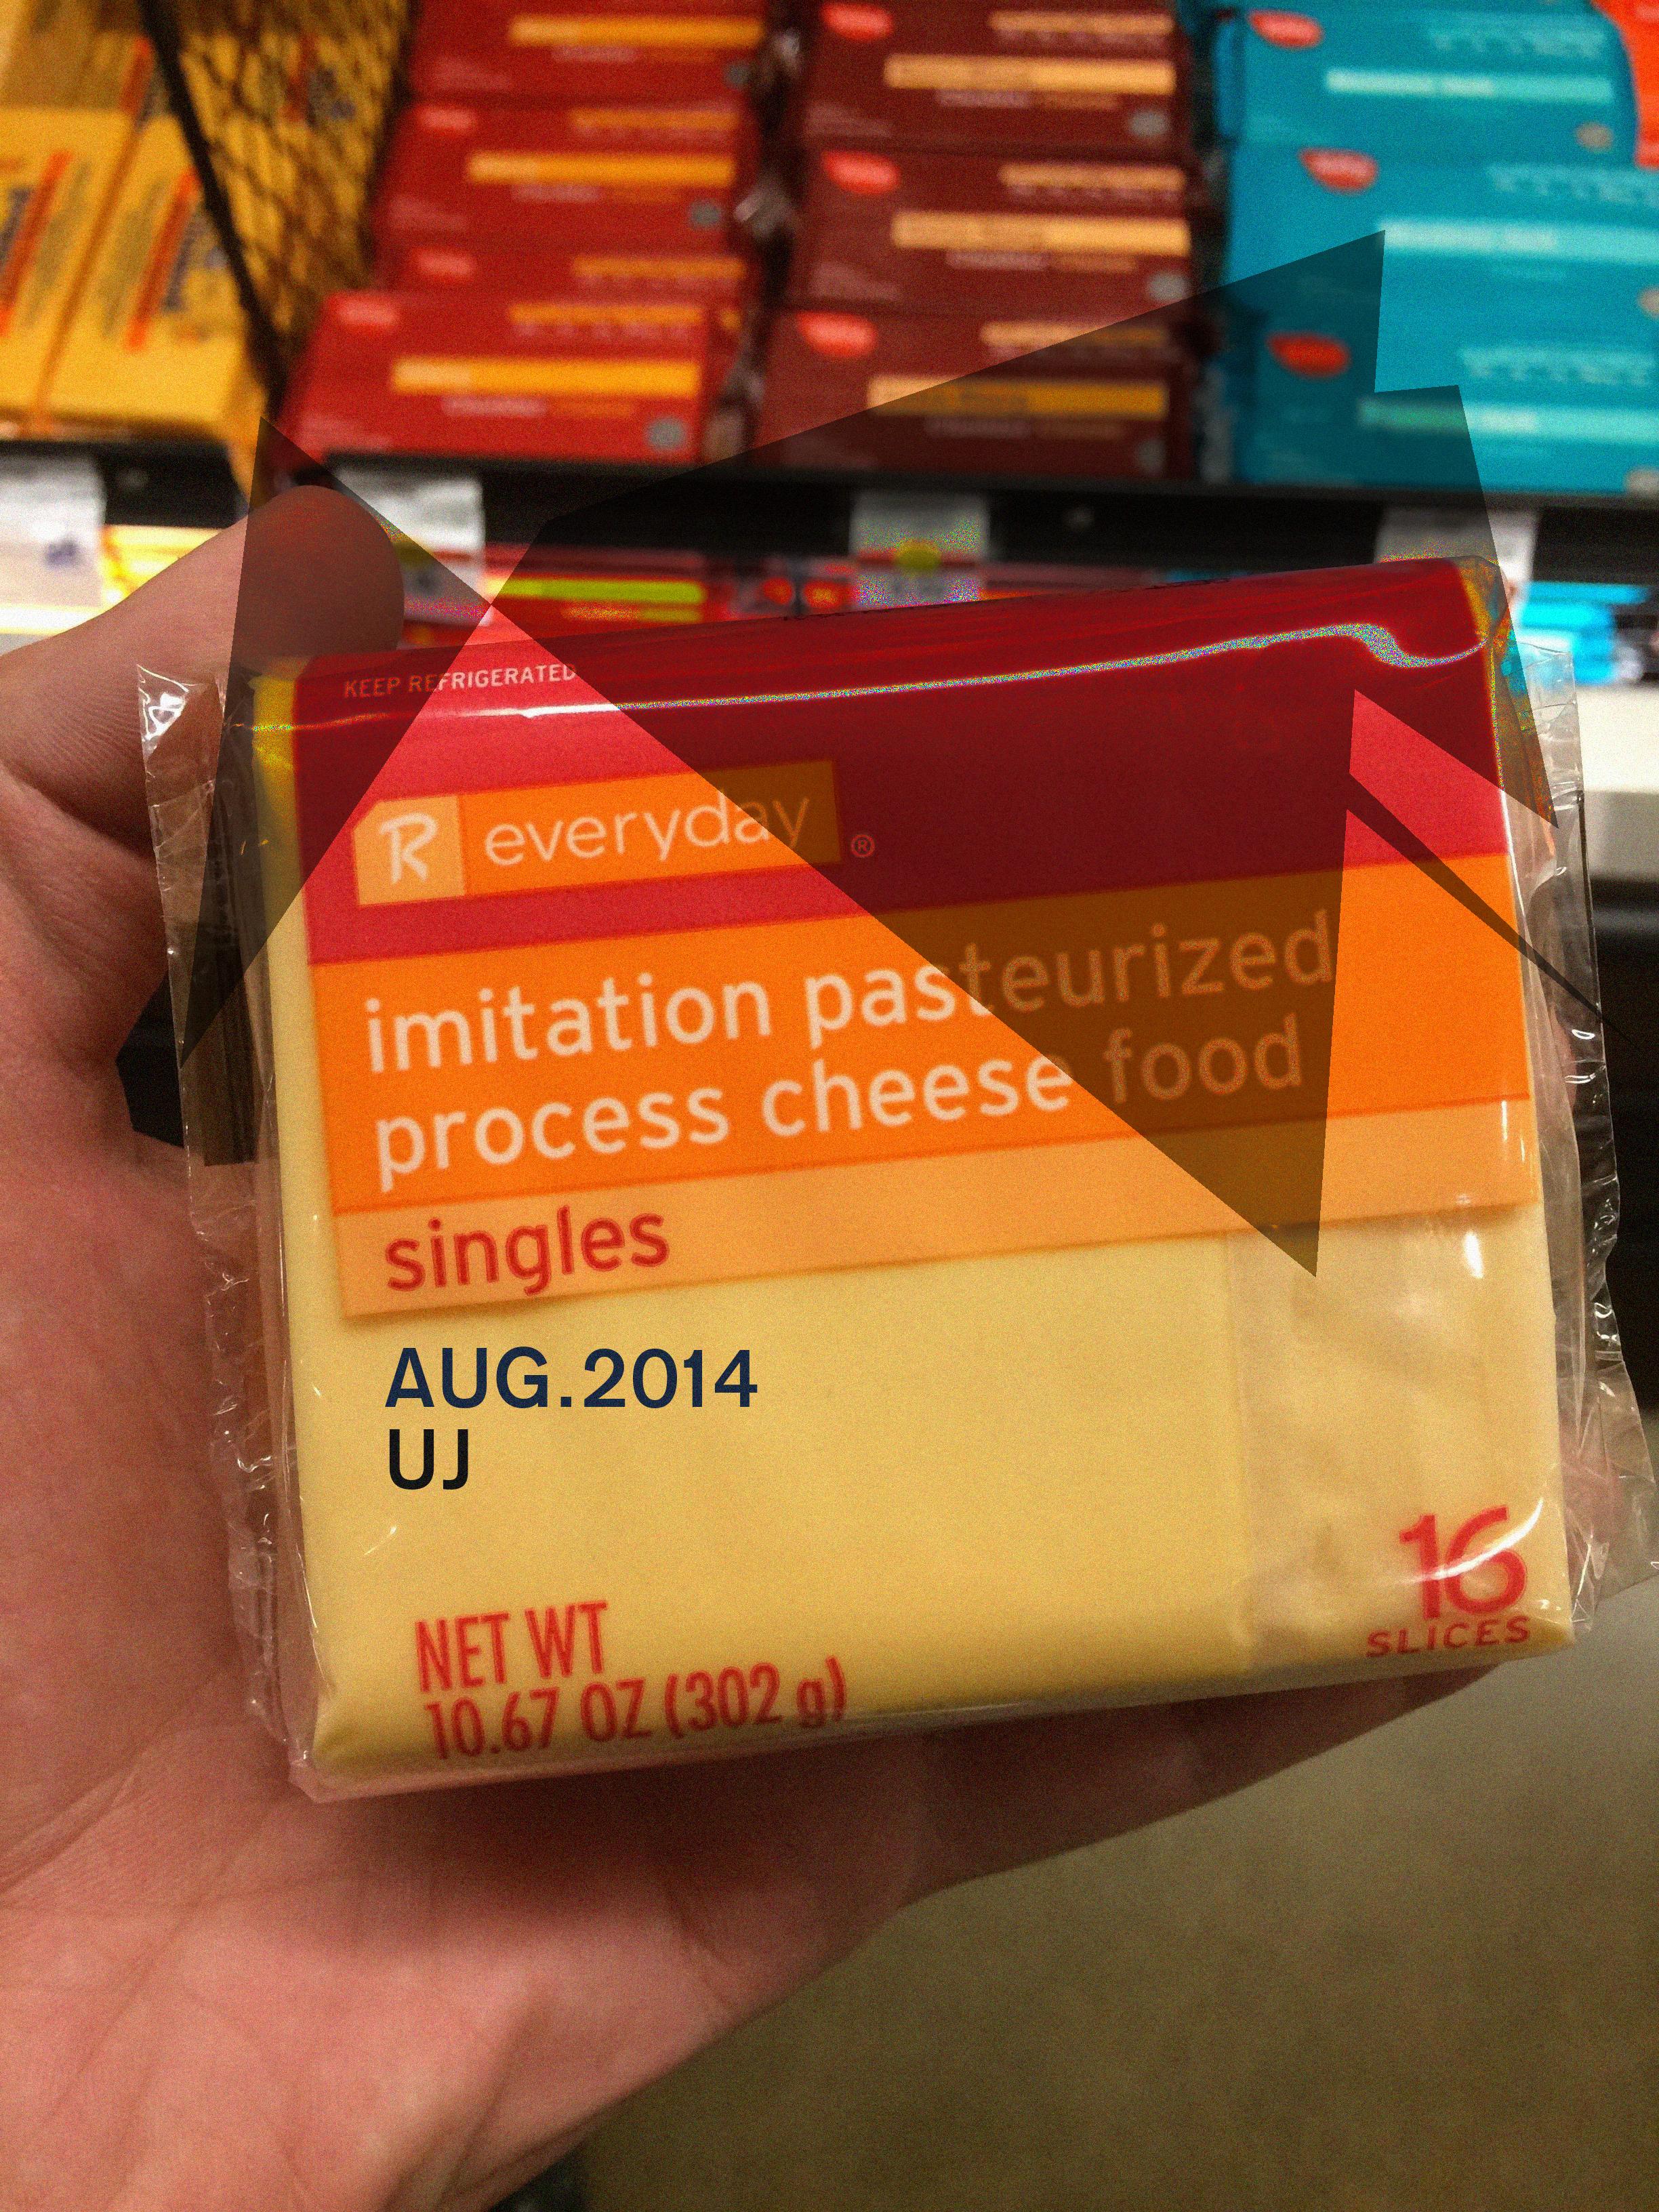 KEEP REFRIGERATED
R everyday ®
imitation pasteurized
process cheese food
singles
AUG.2014
UJ
NET WT
10.67 OZ (302 g)
16
SLICES